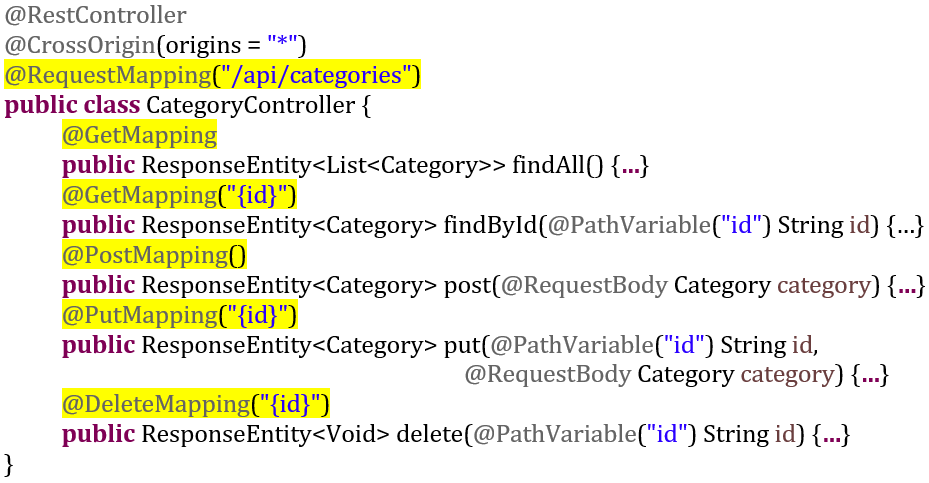 @RestController
@CrossOrigin(origins = "*")
@RequestMapping("/api/categories")
public class CategoryController {
@GetMapping
public ResponseEntity<List<Category>> findAll() {...}
@GetMapping("{id}")
public ResponseEntity<Category> findById(@PathVariable("id") String id) {...}
@PostMapping()
public ResponseEntity<Category> post(@RequestBody Category category) {...}
@PutMapping("{id}")
public ResponseEntity<Category> put(@PathVariable("id") String id,
@RequestBody Category category) {...}
@DeleteMapping("{id}")
public ResponseEntity<Void> delete(@PathVariable("id") String id) {...}
}